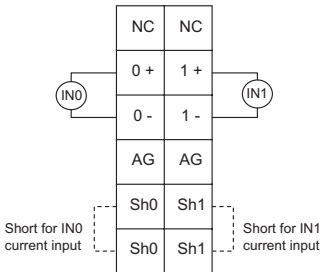 NC NC
0 + 1 +
IN0 IN1
0 - 1 -
AG AG
Sh0 Sh1
Short for IN0
current input
Short for IN1
current input
Sh0 Sh1